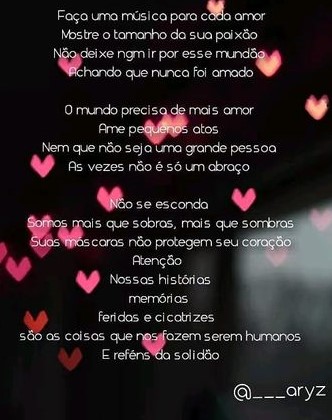 Faça uma música para cada amor
Mostre o tamanho da sua paixão
Não deixe ngm ir por esse mundão
Achando que nunca foi amado
O mundo precisa de mais amor
Ame pequenos atos
Nem que não seja uma grande pessoa
As vezes não é só um abraço
Não se esconda
Somos mais que sobras, mais que sombras
Suas máscaras não protegem seu coração
Atenção
Nossas histórias
memórias
feridas e cicatrizes
são as coisas que nos fazem serem humanos
E reféns da solidão
@___aryz